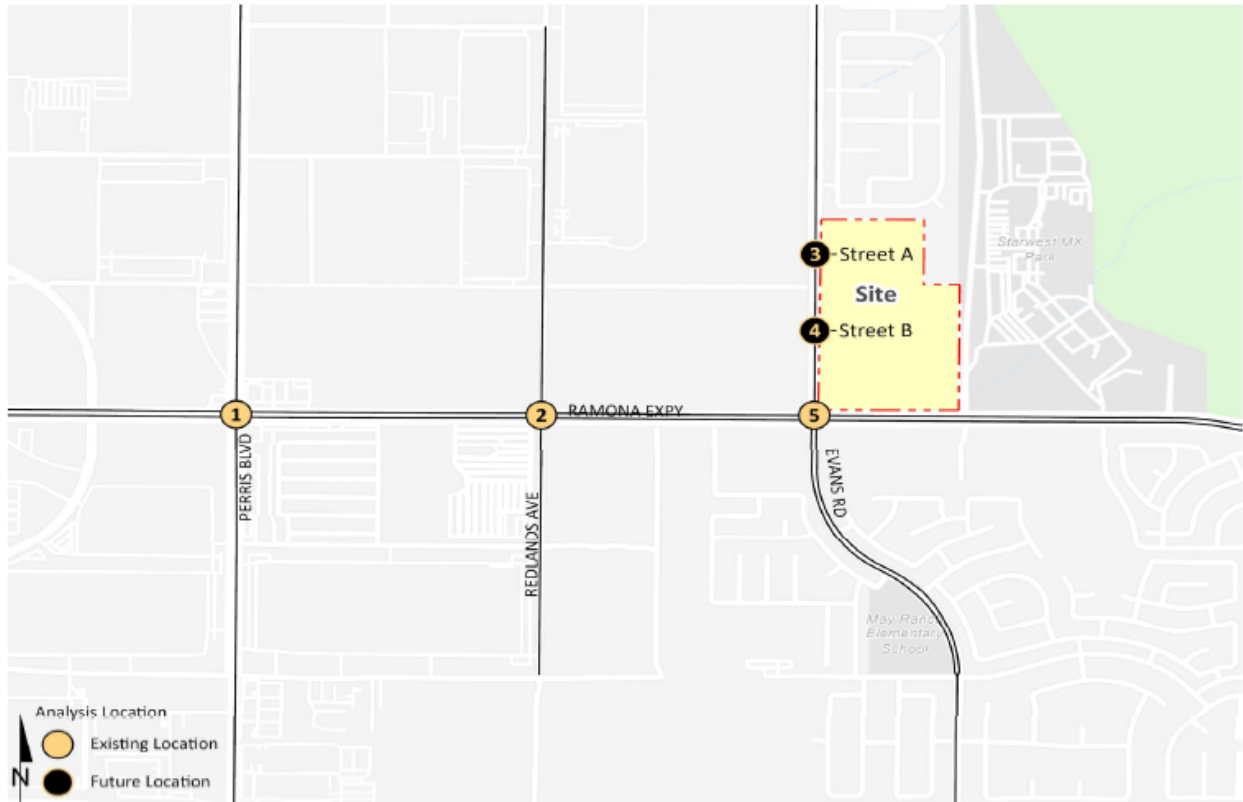 3
Street A
Starwest MX
Park
Site
4
Street B
1
2
RAMONA EXPY
5
PERRIS BLVD
REDLANDS AVE
EVANS RD
May Ranch
Elementary
School
Analysis Location
Existing Location
N
Future Location